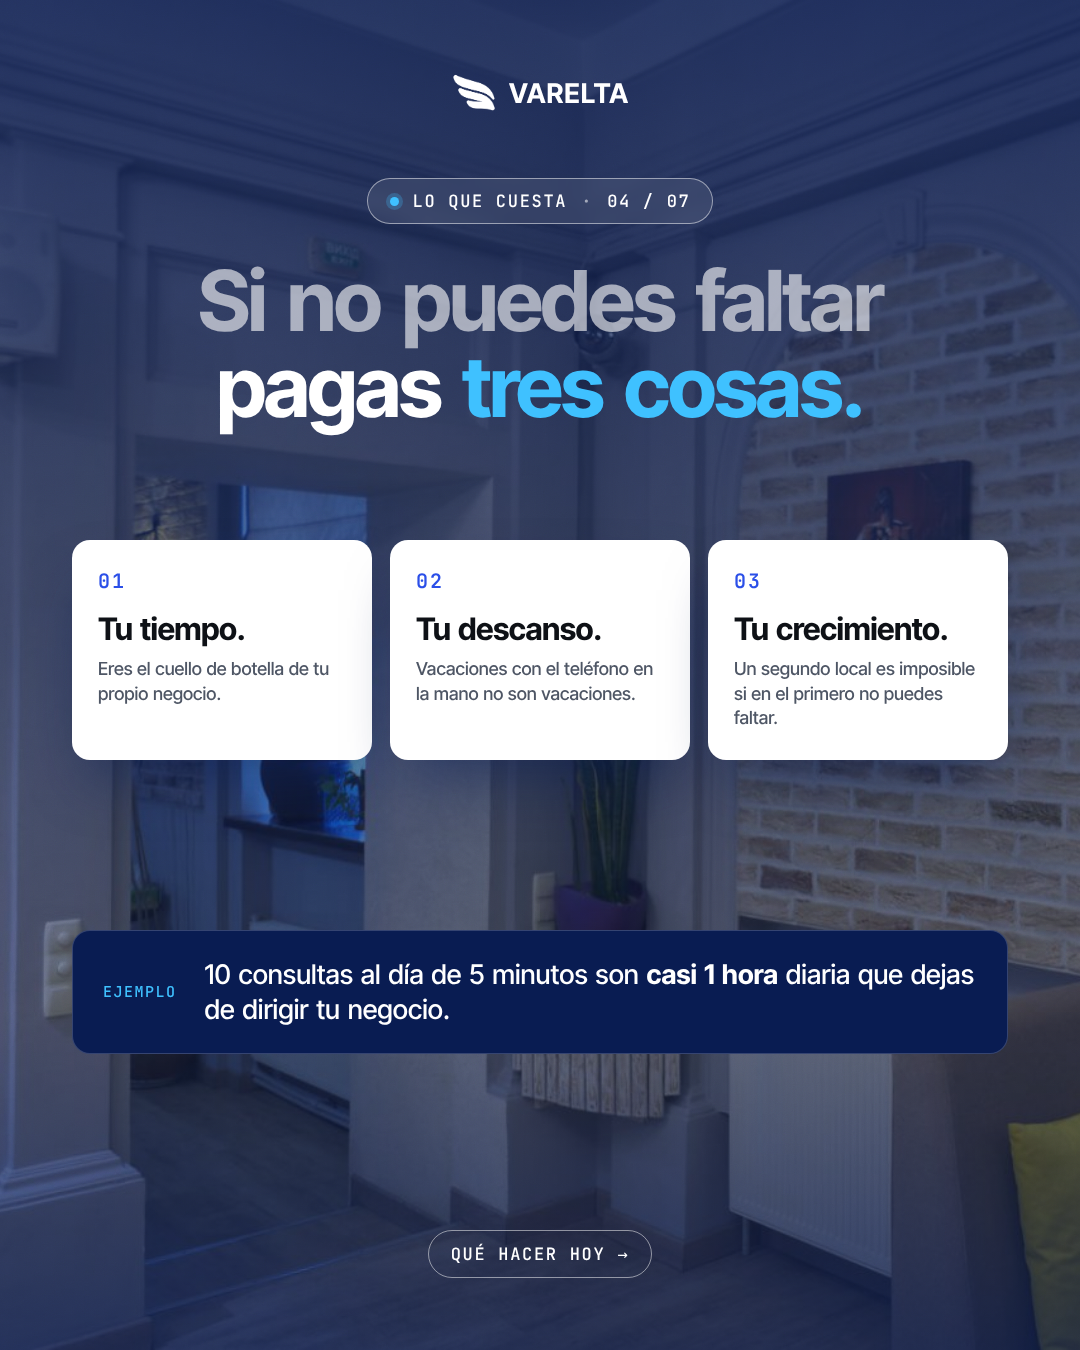 VARELTA
LO QUE CUESTA · 04 / 07
Si no puedes faltar
pagas tres cosas.
01
Tu tiempo.
Eres el cuello de botella de tu
propio negocio.
02
Tu descanso.
Vacaciones con el teléfono en
la mano no son vacaciones.
03
Tu crecimiento.
Un segundo local es imposible
si en el primero no puedes
faltar.
EJEMPLO
10 consultas al día de 5 minutos son casi 1 hora diaria que dejas
de dirigir tu negocio.
QUÉ HACER HOY →